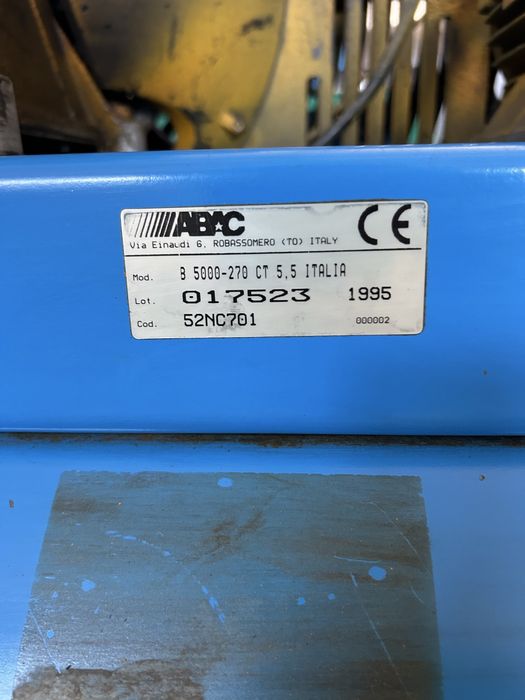 ABAC CE
Via Einaudi 6, ROBASSOMERO (TO) ITALY
Mod. B 5000-270 CT 5,5 ITALIA
Lot. 017523 1995
Cod. 52NC701 000002